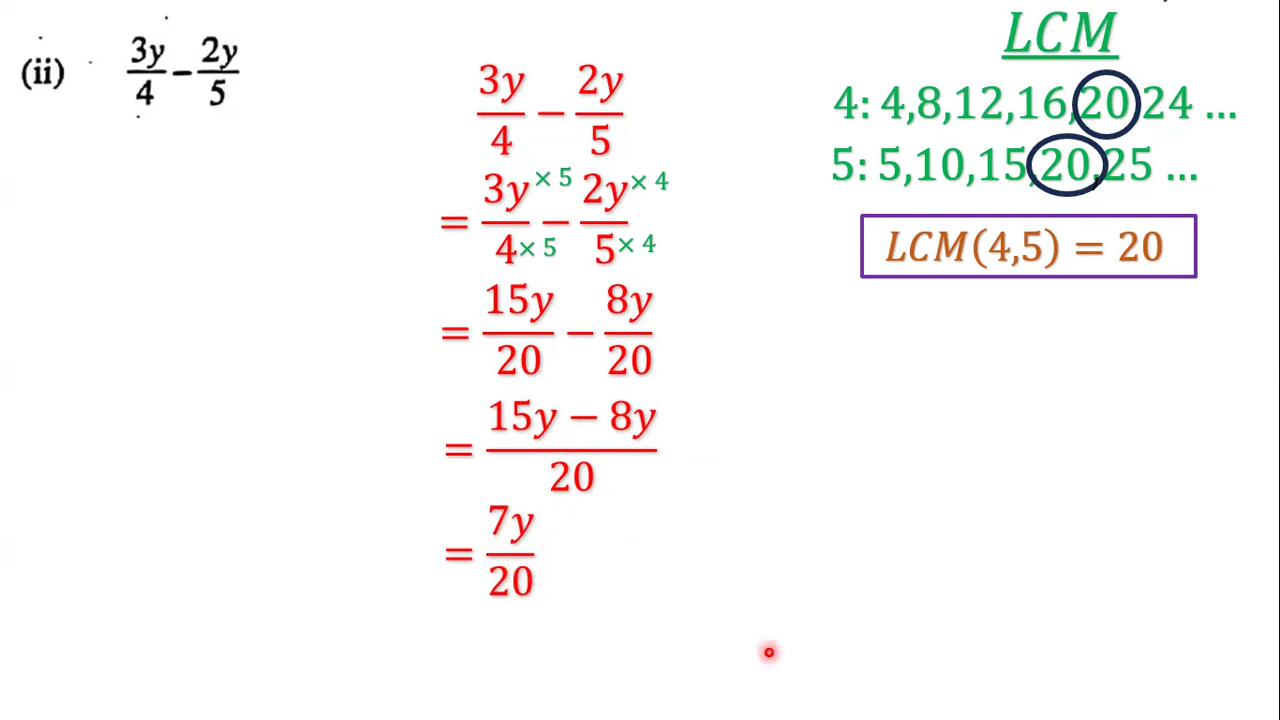 (ii) 3y/4 − 2y/5
3y/4 − 2y/5
= 3y × 5/4 × 5 − 2y × 4/5 × 4
= 15y/20 − 8y/20
= 15y − 8y/20
= 7y/20
LCM
4: 4,8,12,16,20,24 ...
5: 5,10,15,20,25 ...
LCM(4,5) = 20